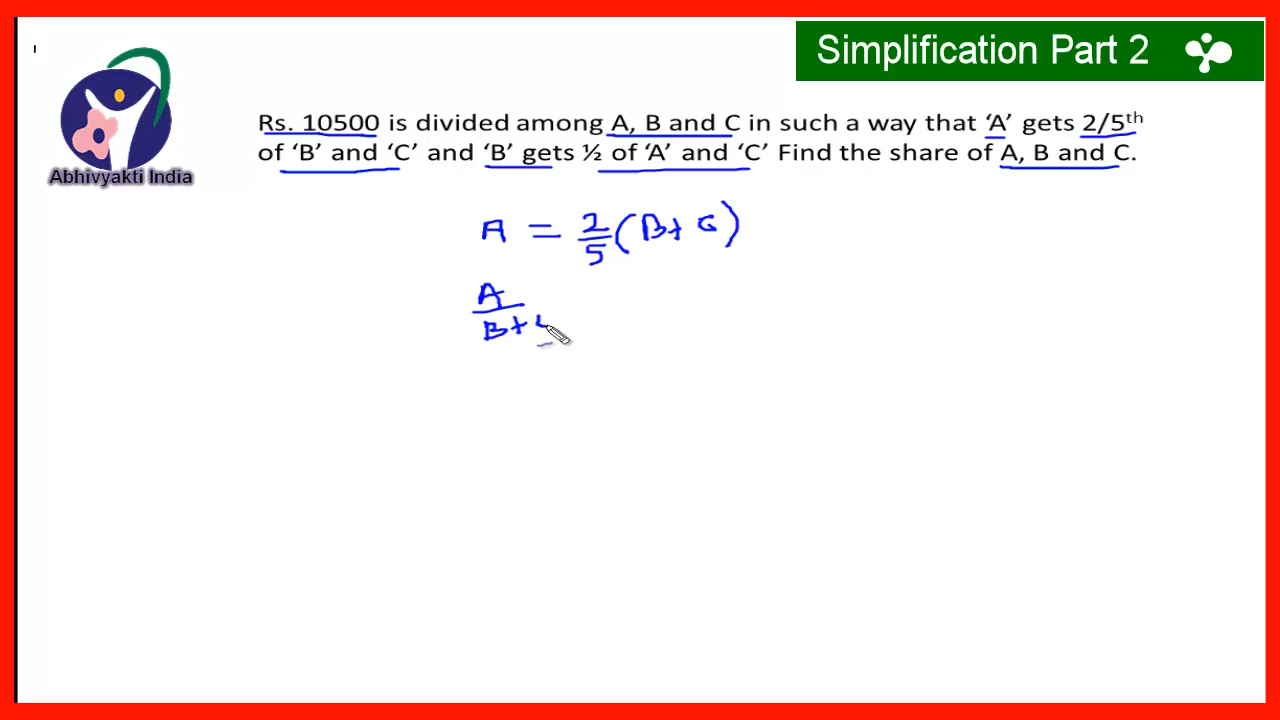 Simplification Part 2
Abhivyakti India
Rs. 10500 is divided among A, B and C in such a way that ‘A’ gets 2/5th
of ‘B’ and ‘C’ and ‘B’ gets ½ of ‘A’ and ‘C’ Find the share of A, B and C.
A = 2/5 (B+ C)
A
B+